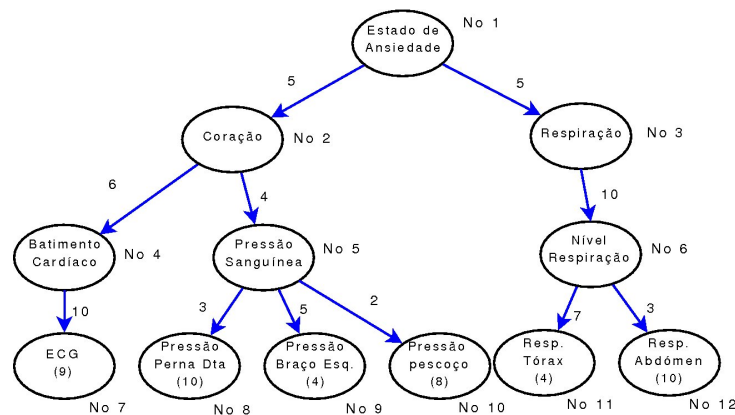 Estado de
Ansiedade
No 1
5
5
Coração
No 2
Respiração
No 3
6
4
10
Batimento
Cardíaco
No 4
Pressão
Sanguínea
No 5
Nível
Respiração
No 6
10
3
5
2
7
3
ECG
(9)
No 7
Pressão
Perna Dta
(10)
No 8
Pressão
Braço Esq.
(4)
No 9
Pressão
pescoço
(8)
No 10
Resp.
Tórax
(4)
No 11
Resp.
Abdómen
(10)
No 12